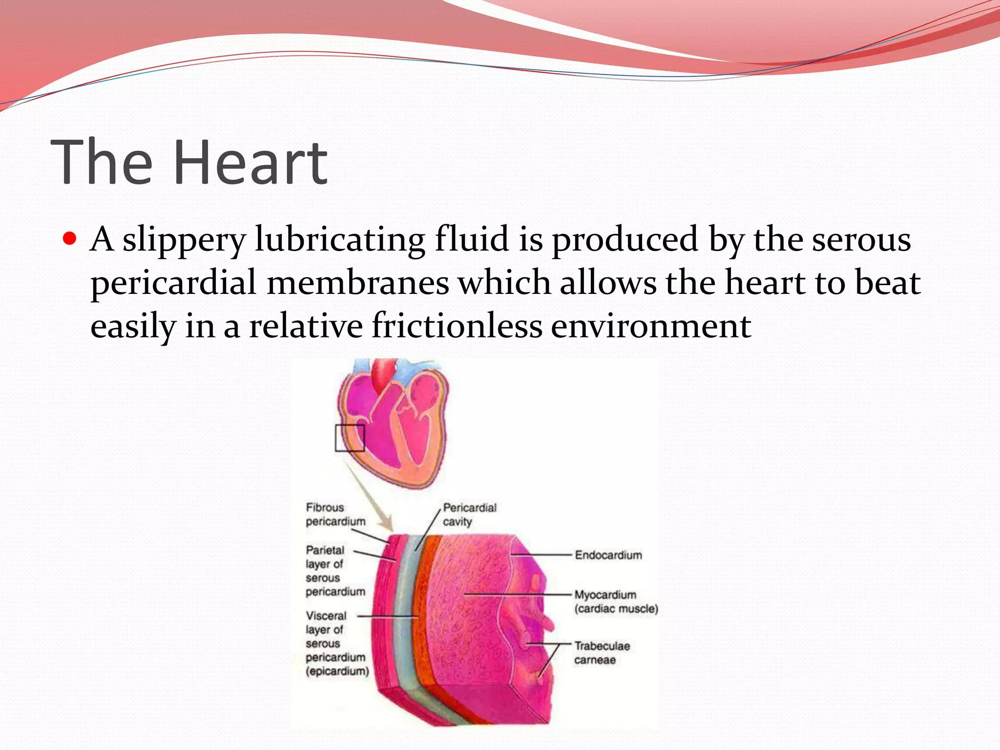 The Heart
A slippery lubricating fluid is produced by the serous
pericardial membranes which allows the heart to beat
easily in a relative frictionless environment
Fibrous
pericardium
Pericardial
cavity
Parietal
layer of
serous
pericardium
Visceral
layer of
serous
pericardium
(epicardium)
Endocardium
Myocardium
(cardiac muscle)
Trabeculae
carneae